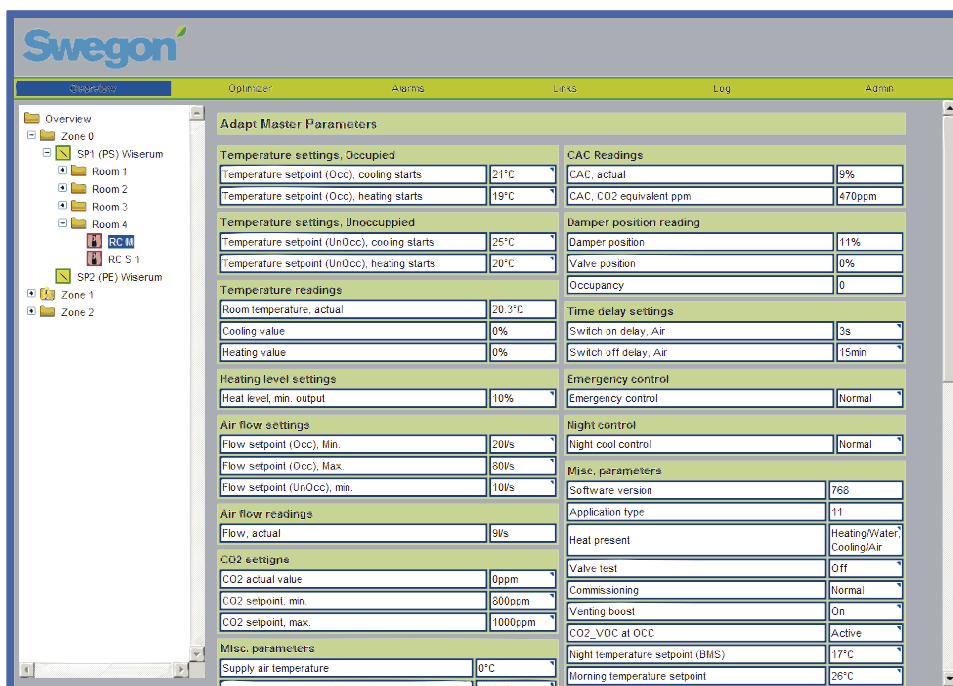 Swegon
Overview
Optimizer
Alarms
Links
Log
Admin
Overview
Zone 0
SP1 (PS) Wiserum
Room 1
Room 2
Room 3
Room 4
RC M
RC S 1
SP2 (PE) Wiserum
Zone 1
Zone 2
Adapt Master Parameters
Temperature settings, Occupied
Temperature setpoint (Occ), cooling starts 21°C
Temperature setpoint (Occ), heating starts 19°C
Temperature settings, Unoccuppied
Temperature setpoint (UnOcc), cooling starts 25°C
Temperature setpoint (UnOcc), heating starts 20°C
Temperature readings
Room temperature, actual 20.3°C
Cooling value 0%
Heating value 0%
Heating level settings
Heat level, min. output 10%
Air flow settings
Flow setpoint (Occ), Min. 20l/s
Flow setpoint (Occ), Max. 80l/s
Flow setpoint (UnOcc), min. 10l/s
Air flow readings
Flow, actual 9l/s
CO2 settigns
CO2 actual value 0ppm
CO2 setpoint, min. 800ppm
CO2 setpoint, max. 1000ppm
Misc. parameters
Supply air temperature 0°C
CAC Readings
CAC, actual 9%
CAC, CO2 equivalent ppm 470ppm
Damper position reading
Damper position 11%
Valve position 0%
Occupancy 0
Time delay settings
Switch on delay, Air 3s
Switch off delay, Air 15min
Emergency control
Emergency control Normal
Night control
Night cool control Normal
Misc. parameters
Software version 768
Application type 11
Heat present Heating/Water,
Cooling/Air
Valve test Off
Commissioning Normal
Venting boost On
CO2_VOC at OCC Active
Night temperature setpoint (BMS) 17°C
Morning temperature setpoint 26°C